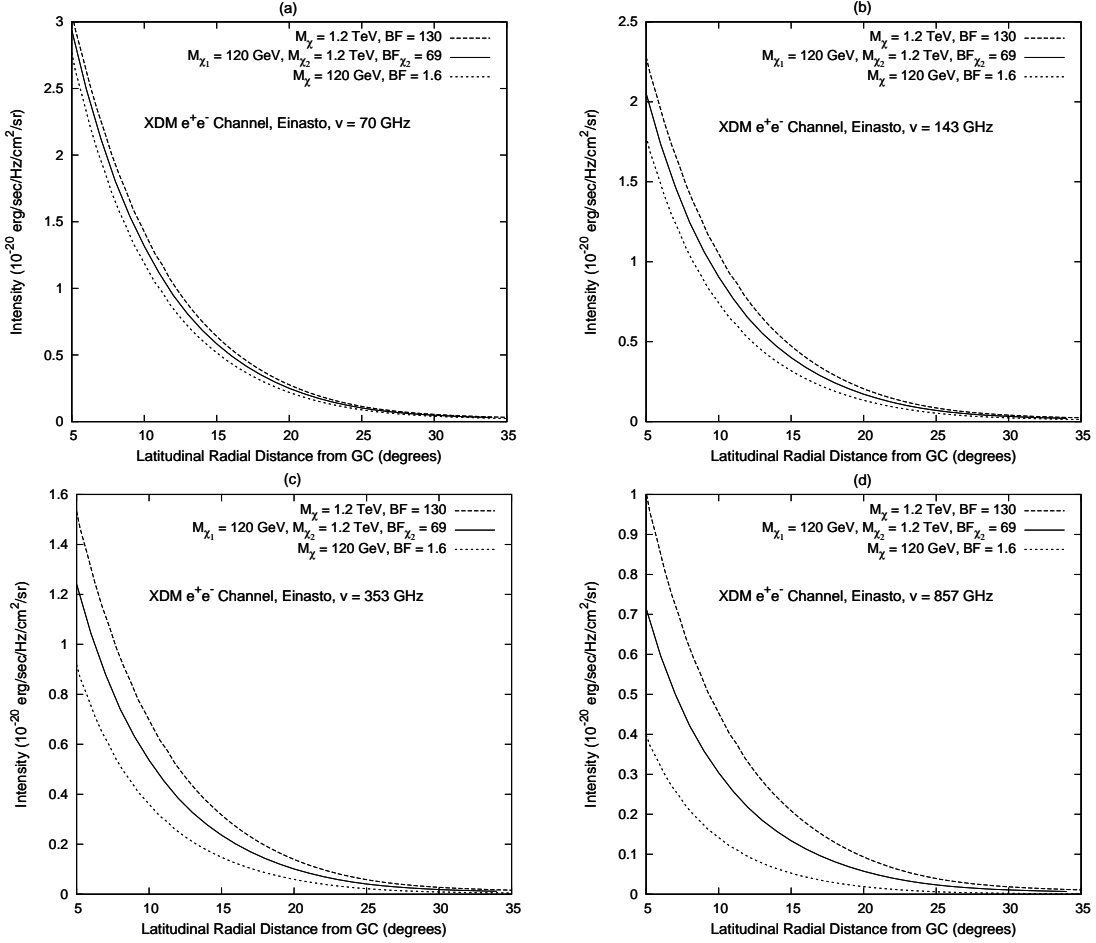 (a)
M_χ = 1.2 TeV, BF = 130
M_χ₁ = 120 GeV, M_χ₂ = 1.2 TeV, BF_χ₂ = 69
M_χ = 120 GeV, BF = 1.6
XDM e⁺e⁻ Channel, Einasto, ν = 70 GHz
Intensity (10⁻²⁰ erg/sec/Hz/cm²/sr)
3
2.5
2
1.5
1
0.5
0
5 10 15 20 25 30 35
Latitudinal Radial Distance from GC (degrees)
(b)
M_χ = 1.2 TeV, BF = 130
M_χ₁ = 120 GeV, M_χ₂ = 1.2 TeV, BF_χ₂ = 69
M_χ = 120 GeV, BF = 1.6
XDM e⁺e⁻ Channel, Einasto, ν = 143 GHz
Intensity (10⁻²⁰ erg/sec/Hz/cm²/sr)
2.5
2
1.5
1
0.5
0
5 10 15 20 25 30 35
Latitudinal Radial Distance from GC (degrees)
(c)
M_χ = 1.2 TeV, BF = 130
M_χ₁ = 120 GeV, M_χ₂ = 1.2 TeV, BF_χ₂ = 69
M_χ = 120 GeV, BF = 1.6
XDM e⁺e⁻ Channel, Einasto, ν = 353 GHz
Intensity (10⁻²⁰ erg/sec/Hz/cm²/sr)
1.6
1.4
1.2
1
0.8
0.6
0.4
0.2
0
5 10 15 20 25 30 35
Latitudinal Radial Distance from GC (degrees)
(d)
M_χ = 1.2 TeV, BF = 130
M_χ₁ = 120 GeV, M_χ₂ = 1.2 TeV, BF_χ₂ = 69
M_χ = 120 GeV, BF = 1.6
XDM e⁺e⁻ Channel, Einasto, ν = 857 GHz
Intensity (10⁻²⁰ erg/sec/Hz/cm²/sr)
1
0.9
0.8
0.7
0.6
0.5
0.4
0.3
0.2
0.1
0
5 10 15 20 25 30 35
Latitudinal Radial Distance from GC (degrees)